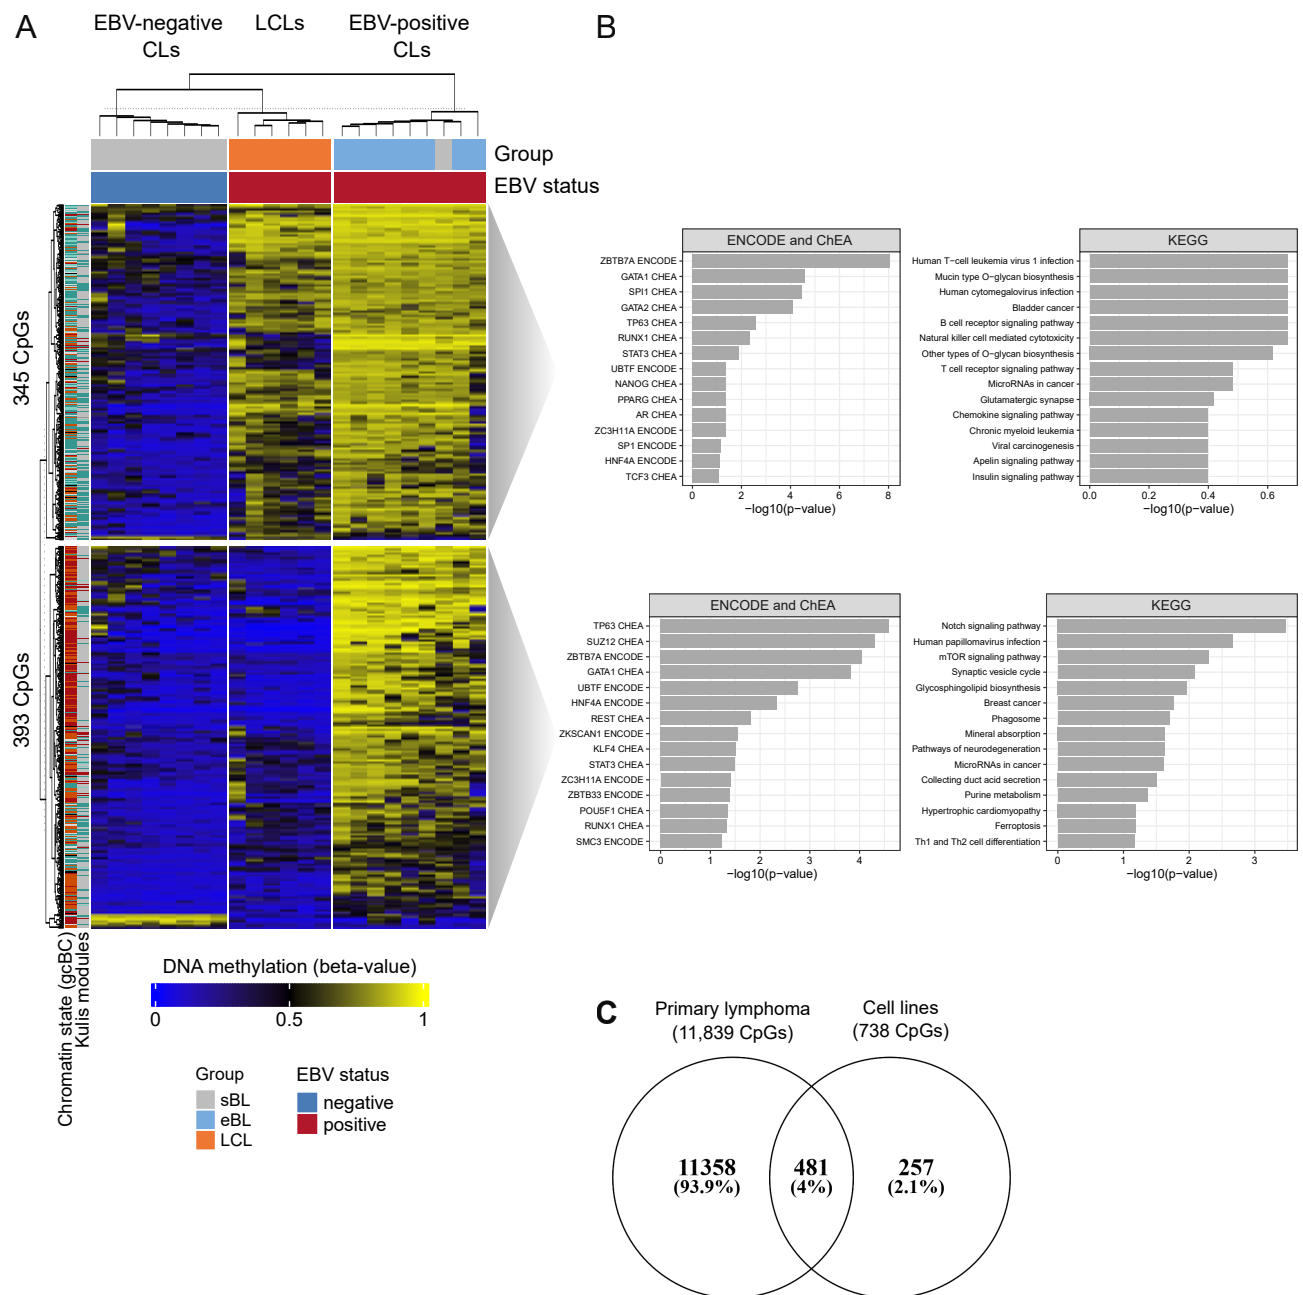 A
EBV-negative
CLs
LCLs
EBV-positive
CLs
Group
EBV status
345 CpGs
393 CpGs
Chromatin state (gcBC)
Kulis modules
DNA methylation (beta-value)
0
0.5
1
Group
sBL
eBL
LCL
EBV status
negative
positive
B
ENCODE and ChEA
ZBTB7A ENCODE
GATA1 CHEA
SPI1 CHEA
GATA2 CHEA
TP63 CHEA
RUNX1 CHEA
STAT3 CHEA
UBTF ENCODE
NANOG CHEA
PPARG CHEA
AR CHEA
ZC3H11A ENCODE
SP1 ENCODE
HNF4A ENCODE
TCF3 CHEA
0 2 4 6 8
−log10(p−value)
KEGG
Human T−cell leukemia virus 1 infection
Mucin type O−glycan biosynthesis
Human cytomegalovirus infection
Bladder cancer
B cell receptor signaling pathway
Natural killer cell mediated cytotoxicity
Other types of O−glycan biosynthesis
T cell receptor signaling pathway
MicroRNAs in cancer
Glutamatergic synapse
Chemokine signaling pathway
Chronic myeloid leukemia
Viral carcinogenesis
Apelin signaling pathway
Insulin signaling pathway
0.0 0.2 0.4 0.6
−log10(p−value)
ENCODE and ChEA
TP63 CHEA
SUZ12 CHEA
ZBTB7A ENCODE
GATA1 CHEA
UBTF ENCODE
HNF4A ENCODE
REST CHEA
ZKSCAN1 ENCODE
KLF4 CHEA
STAT3 CHEA
ZC3H11A ENCODE
ZBTB33 ENCODE
POU5F1 CHEA
RUNX1 CHEA
SMC3 ENCODE
0 1 2 3 4
−log10(p−value)
KEGG
Notch signaling pathway
Human papillomavirus infection
mTOR signaling pathway
Synaptic vesicle cycle
Glycosphingolipid biosynthesis
Breast cancer
Phagosome
Mineral absorption
Pathways of neurodegeneration
MicroRNAs in cancer
Collecting duct acid secretion
Purine metabolism
Hypertrophic cardiomyopathy
Ferroptosis
Th1 and Th2 cell differentiation
0 1 2 3
−log10(p−value)
C
Primary lymphoma
(11,839 CpGs)
Cell lines
(738 CpGs)
11358
(93.9%)
481
(4%)
257
(2.1%)